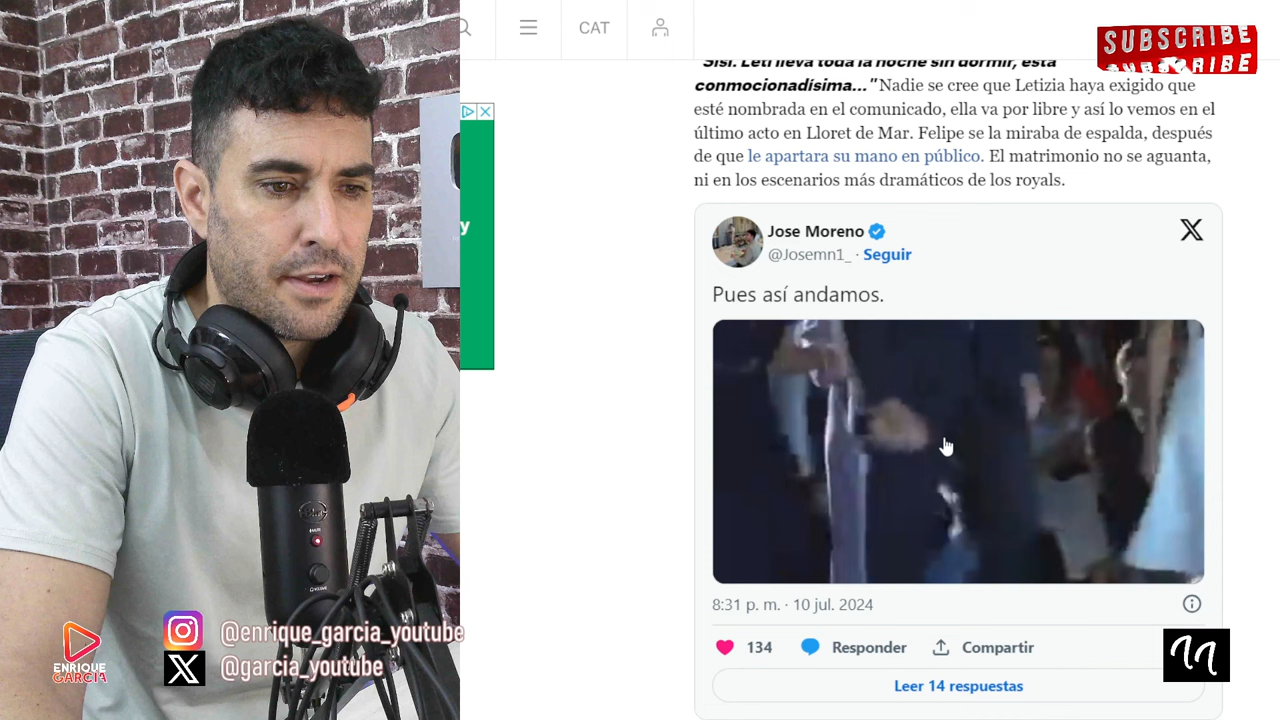 CAT
SUBSCRIBE
SUBSCRIBE
"Sisí. Leti lleva toda la noche sin dormir, está
conmocionadísima..." Nadie se cree que Letizia haya exigido que
esté nombrada en el comunicado, ella va por libre y así lo vemos en el
último acto en Lloret de Mar. Felipe se la miraba de espalda, después
de que le apartara su mano en público. El matrimonio no se aguanta,
ni en los escenarios más dramáticos de los royals.
y
Jose Moreno
@Josemn1_ · Seguir
Pues así andamos.
8:31 p. m. · 10 jul. 2024
134 Responder Compartir
Leer 14 respuestas
ENRIQUE
GARCIA
@enrique_garcia_youtube
@garcia_youtube